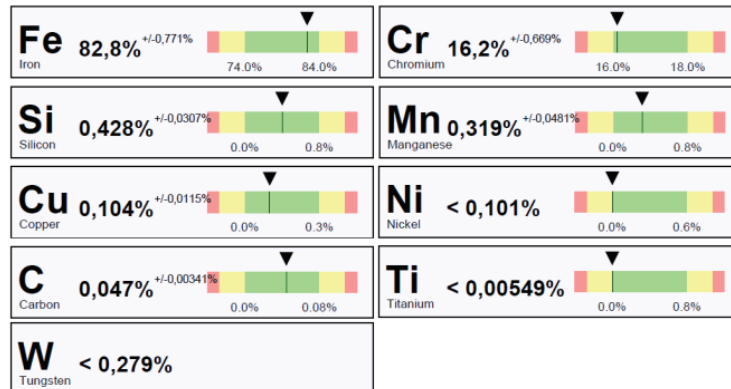 Fe 82,8% +/-0,771%
Iron 74.0% 84.0%
Cr 16,2% +/-0,669%
Chromium 16.0% 18.0%
Si 0,428% +/-0,0307%
Silicon 0.0% 0.8%
Mn 0,319% +/-0,0481%
Manganese 0.0% 0.8%
Cu 0,104% +/-0,0115%
Copper 0.0% 0.3%
Ni < 0,101%
Nickel 0.0% 0.6%
C 0,047% +/-0,00341%
Carbon 0.0% 0.08%
Ti < 0,00549%
Titanium 0.0% 0.8%
W < 0,279%
Tungsten